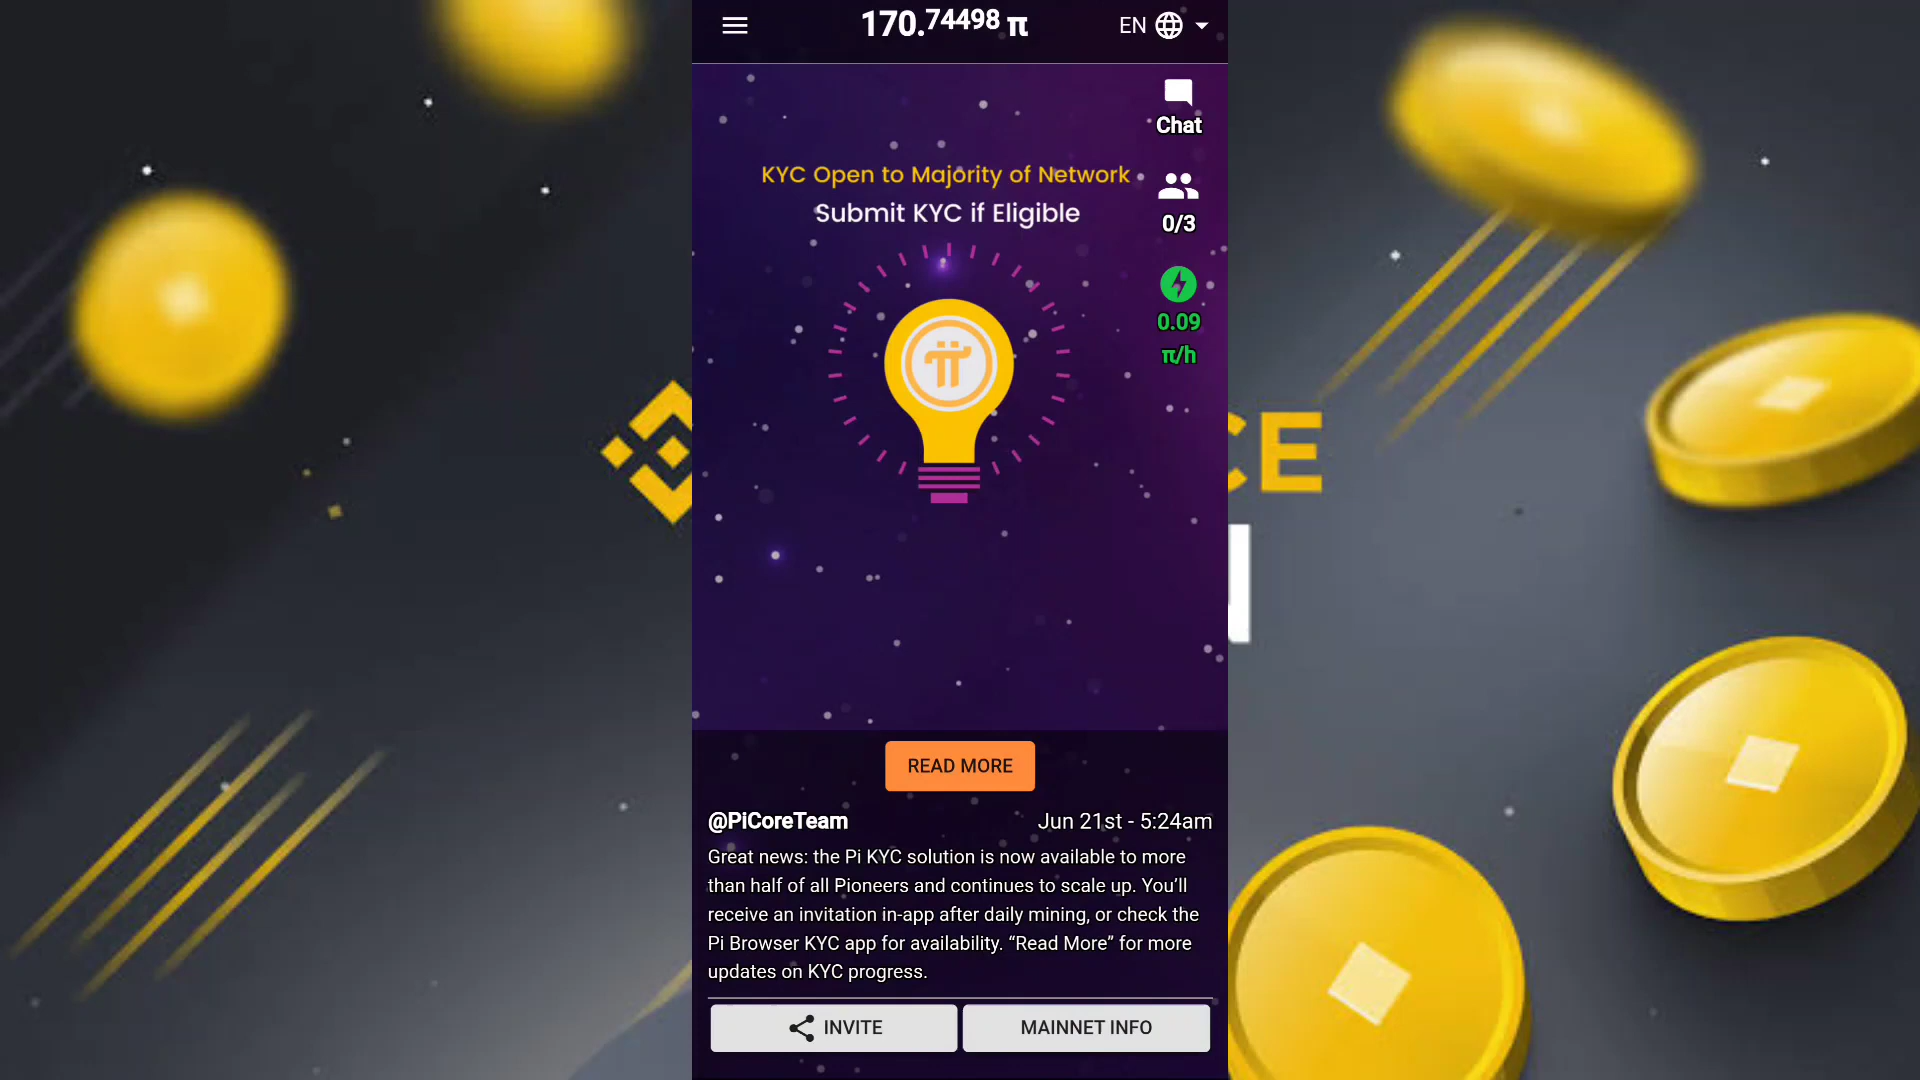 170.74498 π
EN
Chat
KYC Open to Majority of Network
Submit KYC if Eligible
0/3
0.09
π/h
CE
READ MORE
@PiCoreTeam
Jun 21st - 5:24am
Great news: the Pi KYC solution is now available to more
than half of all Pioneers and continues to scale up. You’ll
receive an invitation in-app after daily mining, or check the
Pi Browser KYC app for availability. “Read More” for more
updates on KYC progress.
INVITE
MAINNET INFO